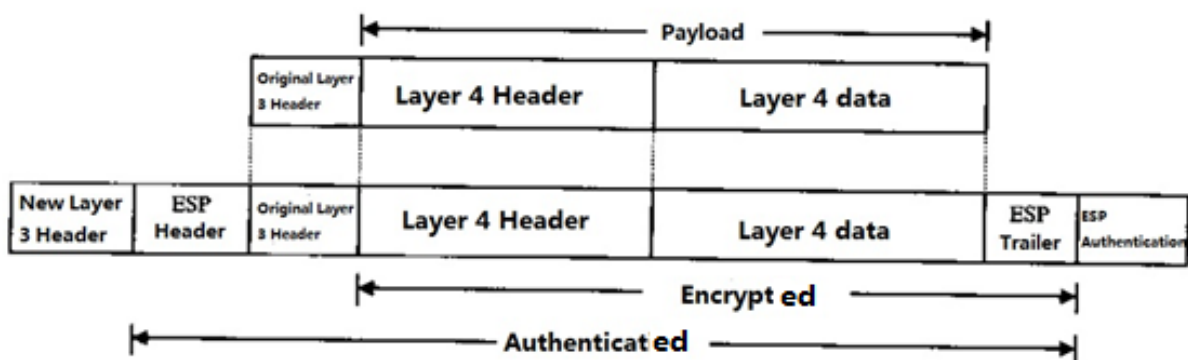 Payload
Original Layer
3 Header
Layer 4 Header
Layer 4 data
New Layer
3 Header
ESP
Header
Original Layer
3 Header
Layer 4 Header
Layer 4 data
ESP
Trailer
ESP
Authentication
Encrypt ed
Authenticat ed